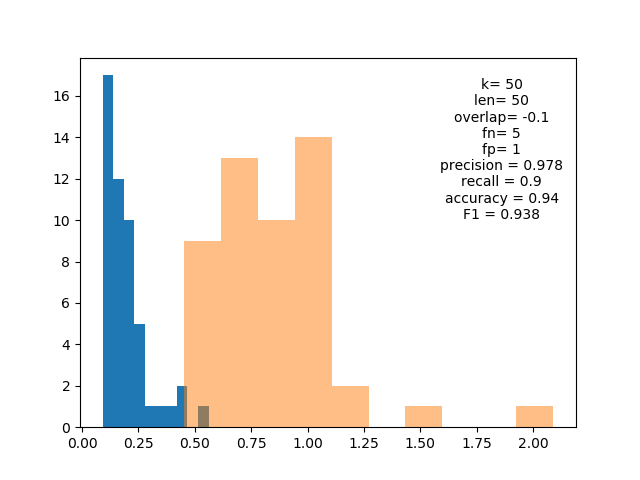 k= 50
len= 50
overlap= -0.1
fn= 5
fp= 1
precision = 0.978
recall = 0.9
accuracy = 0.94
F1 = 0.938
16
14
12
10
8
6
4
2
0
0.00 0.25 0.50 0.75 1.00 1.25 1.50 1.75 2.00